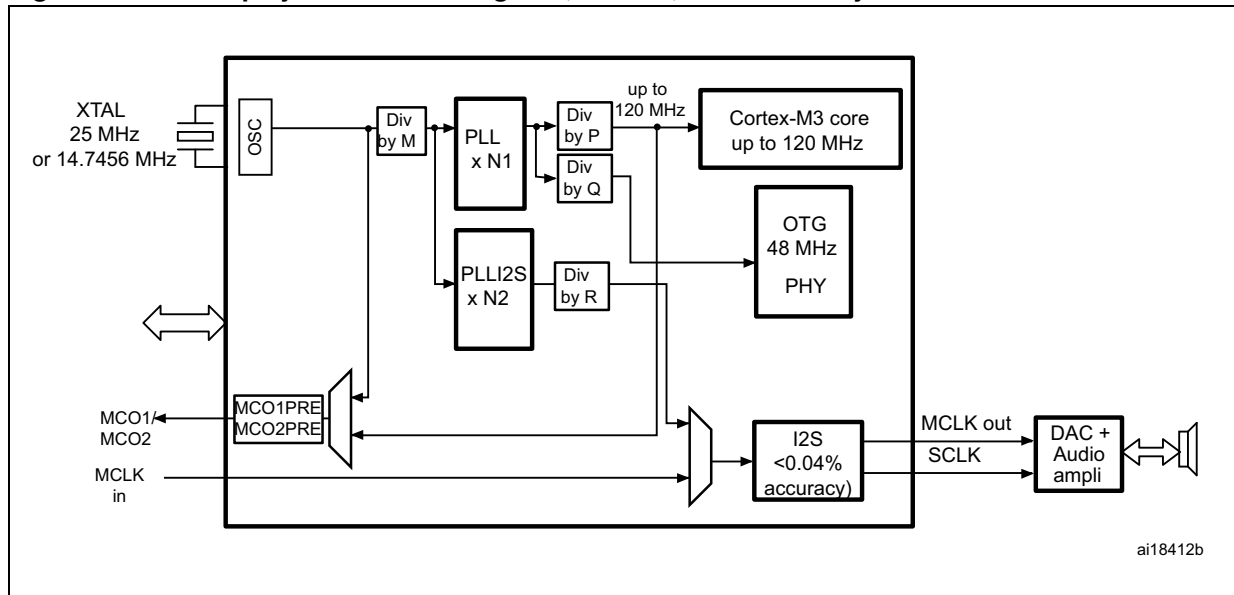 XTAL
25 MHz
or 14.7456 MHz
OSC
Div
by M
PLL
x N1
Div
by P
up to
120 MHz
Cortex-M3 core
up to 120 MHz
Div
by Q
OTG
48 MHz
PHY
PLLI2S
x N2
Div
by R
MCO1/
MCO2
MCO1PRE
MCO2PRE
MCLK
in
I2S
<0.04%
accuracy)
MCLK out
SCLK
DAC +
Audio
ampli
ai18412b